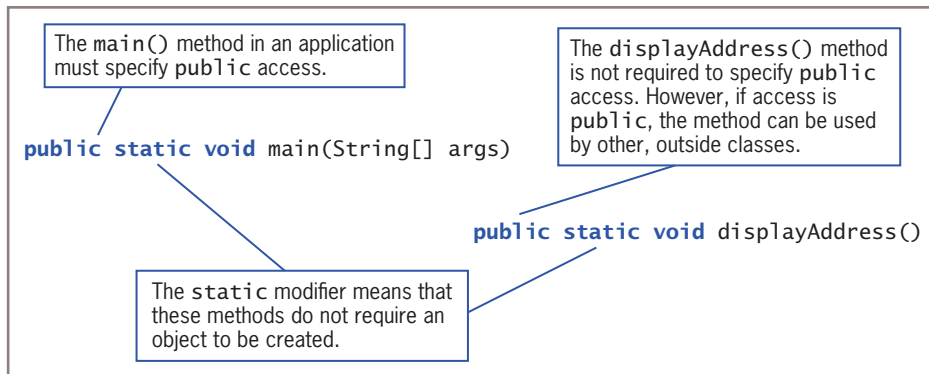 The main() method in an application
must specify public access.
The displayAddress() method
is not required to specify public
access. However, if access is
public, the method can be used
by other, outside classes.
public static void main(String[] args)
public static void displayAddress()
The static modifier means that
these methods do not require an
object to be created.